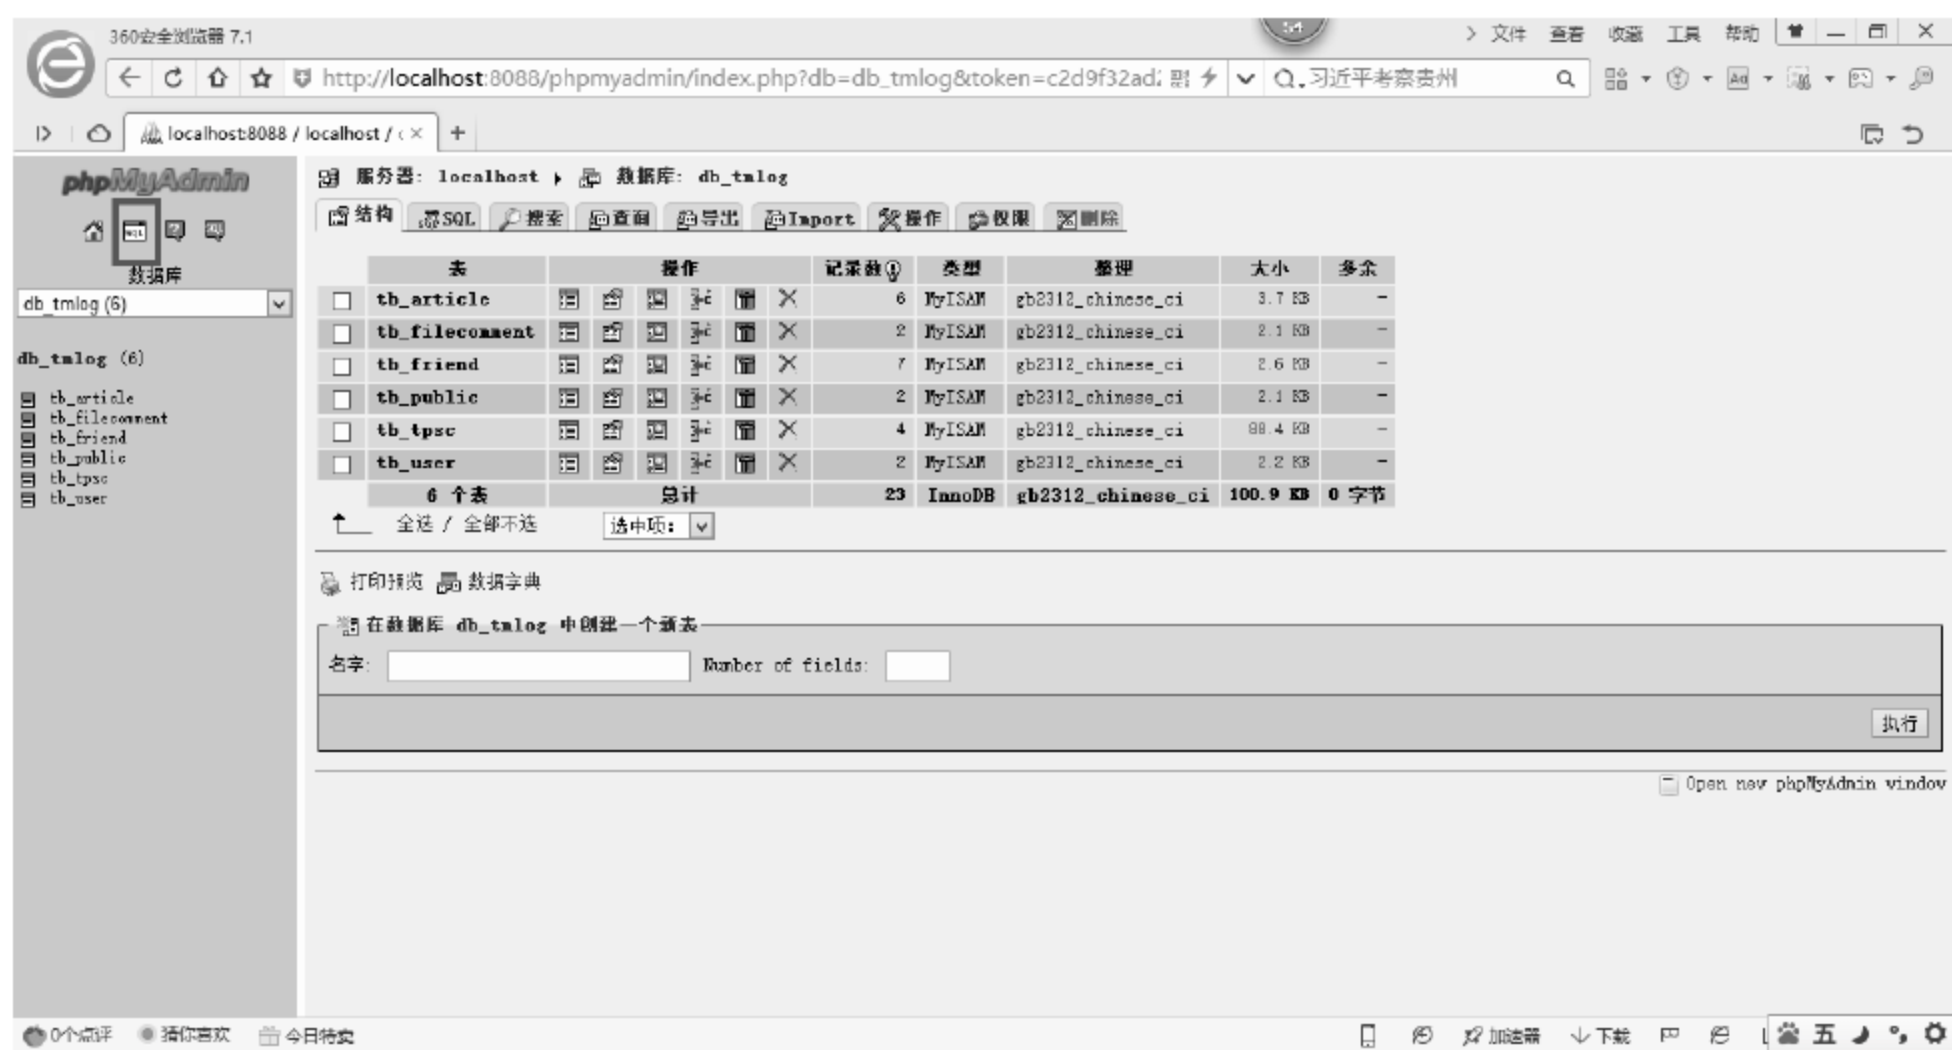 360安全浏览器 7.1
文件 查看 收藏 工具 帮助
http://localhost:8088/phpmyadmin/index.php?db=db_tmlog&token=c2d9f32ad
习近平考察贵州
localhost:8088 / localhost /
phpMyAdmin
数据库
db_tmlog (6)
db_tmlog (6)
tb_article
tb_filecomment
tb_friend
tb_public
tb_tpsc
tb_user
服务器: localhost 数据库: db_tmlog
结构 SQL 搜索 查询 导出 Import 操作 权限 删除
表 操作 记录数 类型 整理 大小 多余
tb_article 6 MyISAM gb2312_chinese_ci 3.7 KB -
tb_filecomment 2 MyISAM gb2312_chinese_ci 2.1 KB -
tb_friend 7 MyISAM gb2312_chinese_ci 2.6 KB -
tb_public 2 MyISAM gb2312_chinese_ci 2.1 KB -
tb_tpsc 4 MyISAM gb2312_chinese_ci 88.4 KB -
tb_user 2 MyISAM gb2312_chinese_ci 2.2 KB -
6 个表 总计 23 InnoDB gb2312_chinese_ci 100.9 KB 0 字节
全选 / 全部不选 选中项:
打印预览 数据字典
在数据库 db_tmlog 中创建一个新表
名字: Number of fields:
执行
Open new phpMyAdmin window
0个点评 猜你喜欢 今日特卖 加速器 下载 五